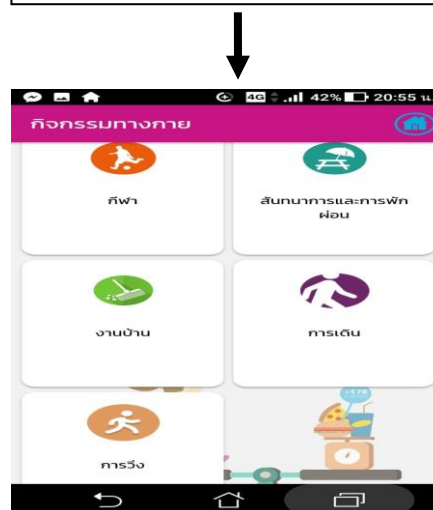 4G 42% 20:55 น.
กิจกรรมทางกาย
กีฬา
สันทนาการและการพัก
ผ่อน
งานบ้าน
การเดิน
การวิ่ง